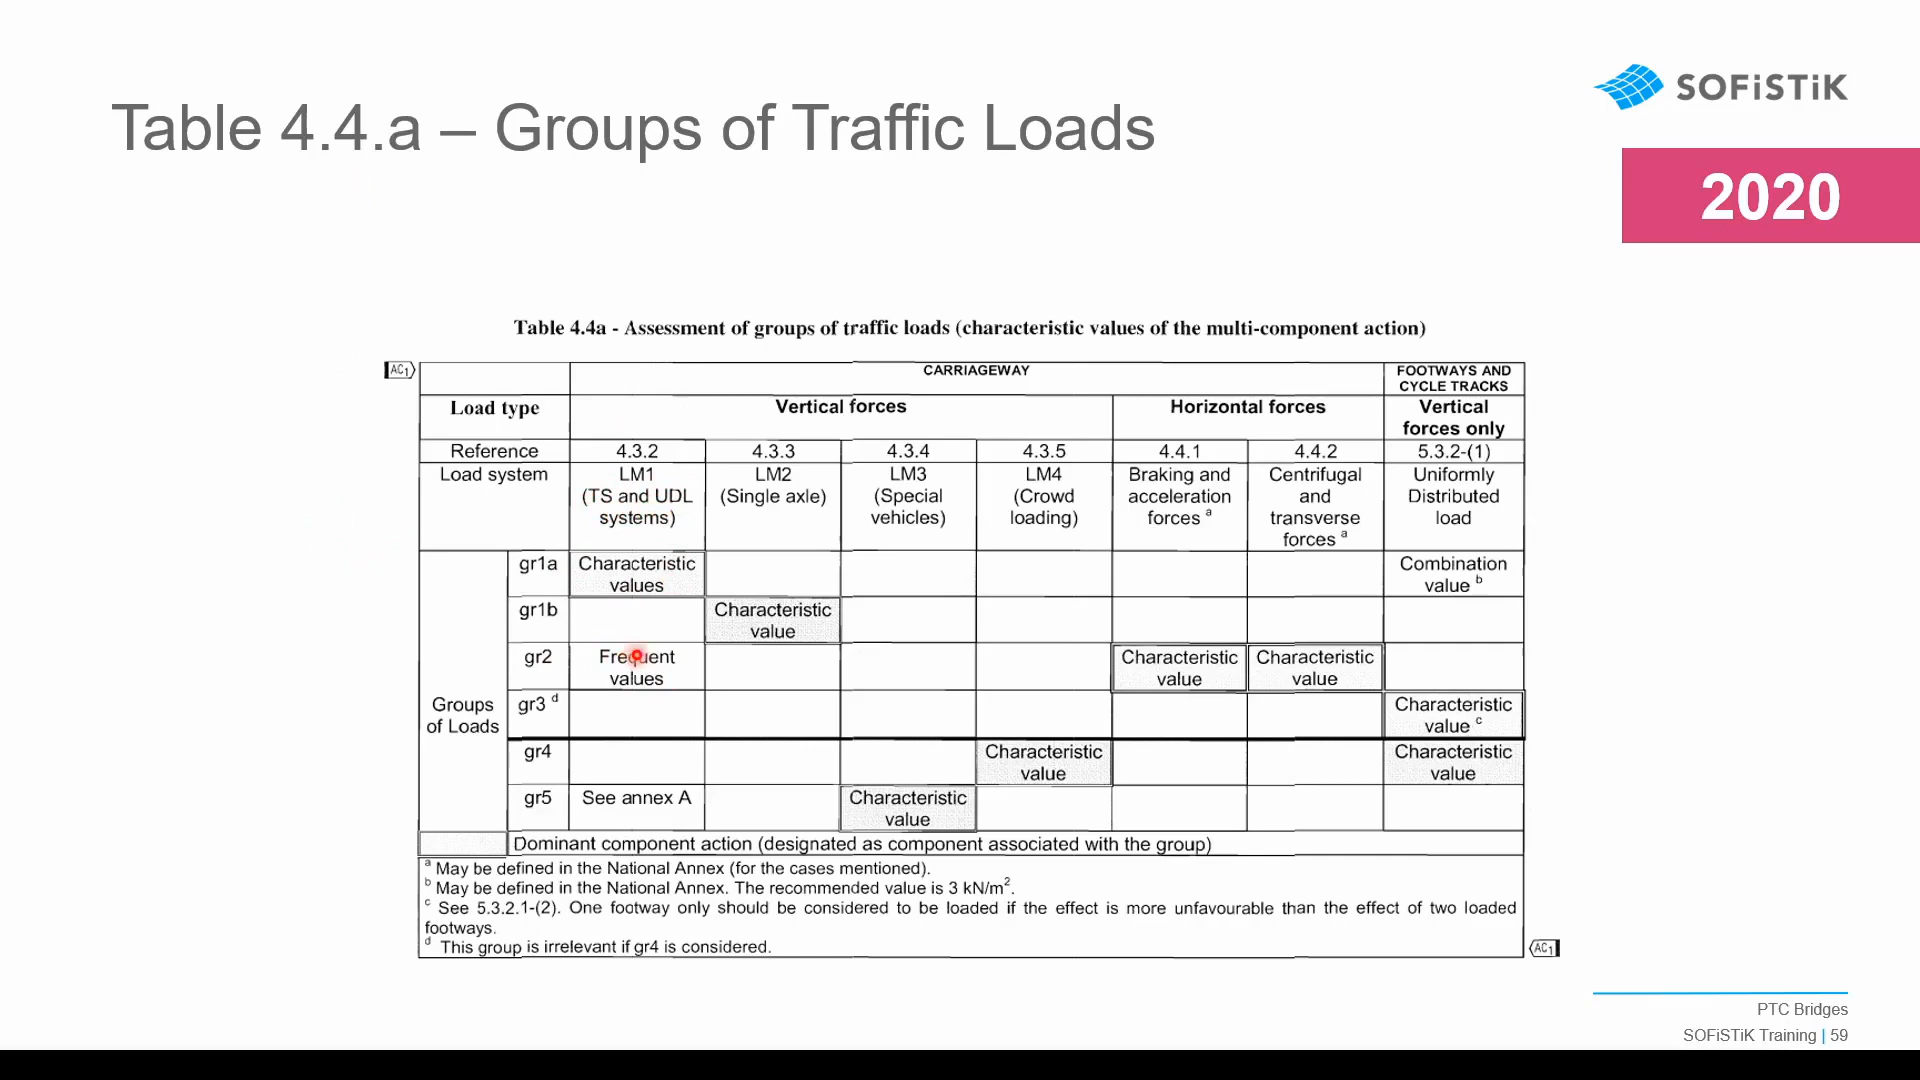 Table 4.4.a – Groups of Traffic Loads
SOFiSTiK
2020
Table 4.4a - Assessment of groups of traffic loads (characteristic values of the multi-component action)
AC1
CARRIAGEWAY
FOOTWAYS AND
CYCLE TRACKS
Load type
Vertical forces
Horizontal forces
Vertical
forces only
Reference
4.3.2
4.3.3
4.3.4
4.3.5
4.4.1
4.4.2
5.3.2-(1)
Load system
LM1
(TS and UDL
systems)
LM2
(Single axle)
LM3
(Special
vehicles)
LM4
(Crowd
loading)
Braking and
acceleration
forces a
Centrifugal
and
transverse
forces a
Uniformly
Distributed
load
Groups
of Loads
gr1a
Characteristic
values
Combination
value b
gr1b
Characteristic
value
gr2
Frequent
values
Characteristic
value
Characteristic
value
gr3 d
Characteristic
value c
gr4
Characteristic
value
Characteristic
value
gr5
See annex A
Characteristic
value
Dominant component action (designated as component associated with the group)
a May be defined in the National Annex (for the cases mentioned).
b May be defined in the National Annex. The recommended value is 3 kN/m2.
c See 5.3.2.1-(2). One footway only should be considered to be loaded if the effect is more unfavourable than the effect of two loaded
footways.
d This group is irrelevant if gr4 is considered.
AC1
PTC Bridges
SOFiSTiK Training | 59